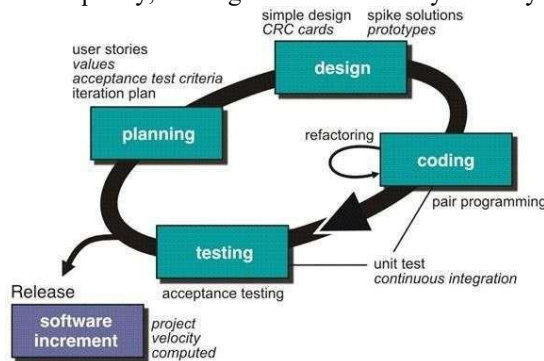 simple design
CRC cards
spike solutions
prototypes
user stories
values
acceptance test criteria
iteration plan
design
planning
refactoring
coding
pair programming
testing
unit test
continuous integration
acceptance testing
Release
software
increment
project
velocity
computed